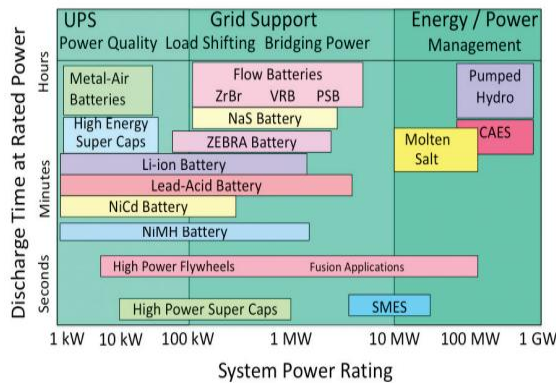 UPS
Grid Support
Energy / Power
Power Quality
Load Shifting
Bridging Power
Management
Discharge Time at Rated Power
Hours
Minutes
Seconds
Metal-Air
Batteries
Flow Batteries
ZrBr VRB PSB
Pumped
Hydro
High Energy
Super Caps
NaS Battery
ZEBRA Battery
Molten
Salt
CAES
Li-ion Battery
Lead-Acid Battery
NiCd Battery
NiMH Battery
High Power Flywheels
Fusion Applications
High Power Super Caps
SMES
1 kW 10 kW 100 kW 1 MW 10 MW 100 MW 1 GW
System Power Rating